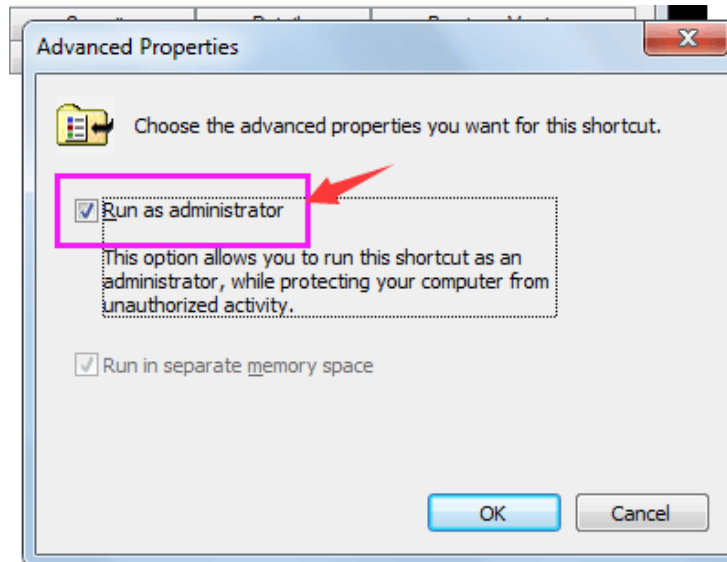 Advanced Properties
Choose the advanced properties you want for this shortcut.
Run as administrator
This option allows you to run this shortcut as an
administrator, while protecting your computer from
unauthorized activity.
Run in separate memory space
OK
Cancel